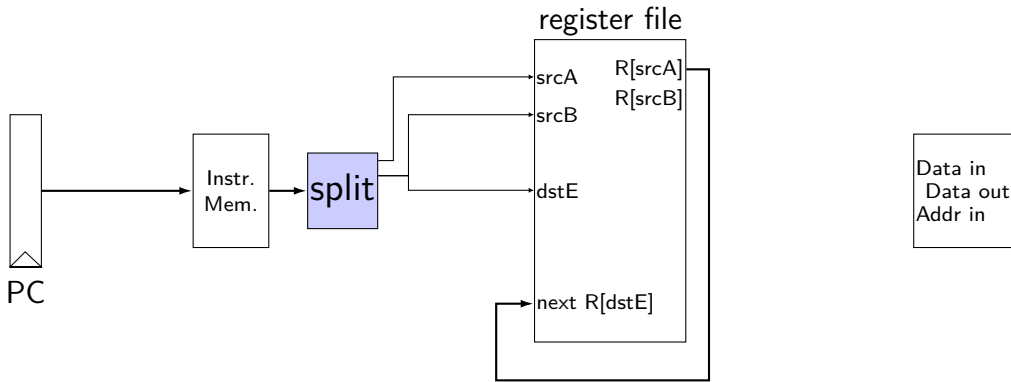 register file
srcA
R[srcA]
R[srcB]
srcB
Instr.
Mem.
split
dstE
Data in
Data out
Addr in
PC
next R[dstE]